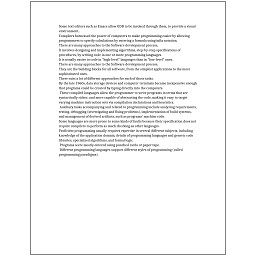 Some text editors such as Emacs allow GDB to be invoked through them, to provide a visual
environment.
Compilers harnessed the power of computers to make programming easier by allowing
programmers to specify calculations by entering a formula using infix notation.
There are many approaches to the Software development process.
It involves designing and implementing algorithms, step-by-step specifications of
procedures, by writing code in one or more programming languages.
It is usually easier to code in "high-level" languages than in "low-level" ones.
There are many approaches to the Software development process.
They are the building blocks for all software, from the simplest applications to the most
sophisticated ones.
There exist a lot of different approaches for each of those tasks.
By the late 1960s, data storage devices and computer terminals became inexpensive enough
that programs could be created by typing directly into the computers.
These compiled languages allow the programmer to write programs in terms that are
syntactically richer, and more capable of abstracting the code, making it easy to target
varying machine instruction sets via compilation declarations and heuristics.
Auxiliary tasks accompanying and related to programming include analyzing requirements,
testing, debugging (investigating and fixing problems), implementation of build systems,
and management of derived artifacts, such as programs' machine code.
Some languages are more prone to some kinds of faults because their specification does not
require compilers to perform as much checking as other languages.
Proficient programming usually requires expertise in several different subjects, including
knowledge of the application domain, details of programming languages and generic code
libraries, specialized algorithms, and formal logic.
Programs were mostly entered using punched cards or paper tape.
Different programming languages support different styles of programming (called
programming paradigms).